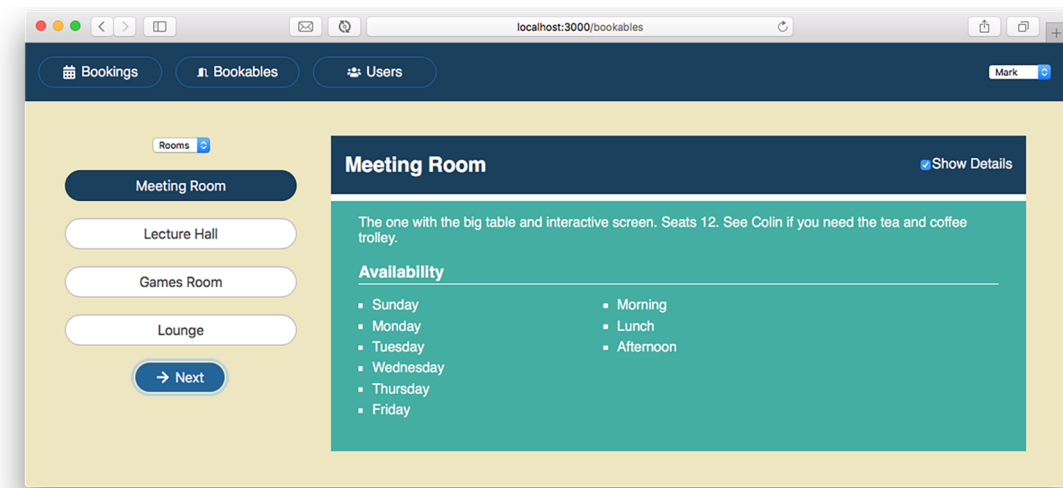 localhost:3000/bookables
Bookings
Bookables
Users
Mark
Rooms
Meeting Room
Lecture Hall
Games Room
Lounge
→ Next
Meeting Room
Show Details
The one with the big table and interactive screen. Seats 12. See Colin if you need the tea and coffee
trolley.
Availability
Sunday
Monday
Tuesday
Wednesday
Thursday
Friday
Morning
Lunch
Afternoon